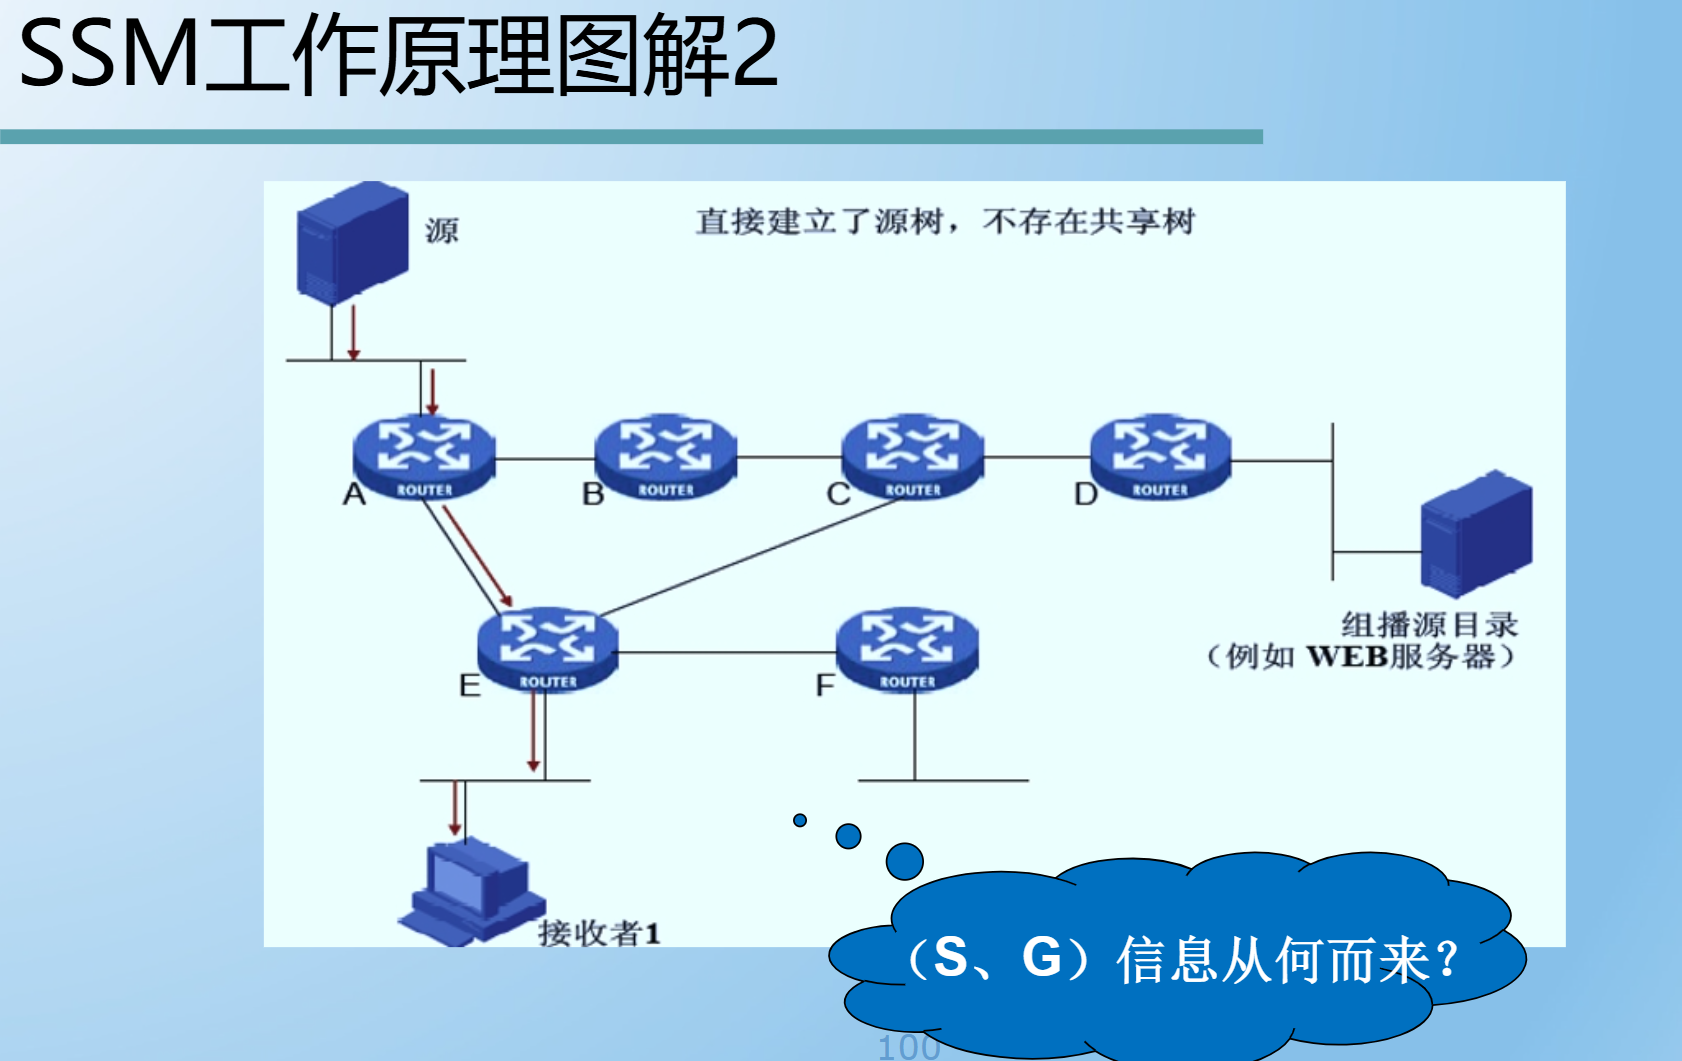 SSM工作原理图解2
源
直接建立了源树，不存在共享树
ROUTER
ROUTER
ROUTER
ROUTER
A
B
C
D
组播源目录
（例如 WEB服务器）
ROUTER
ROUTER
E
F
接收者1
（S、G）信息从何而来？
100